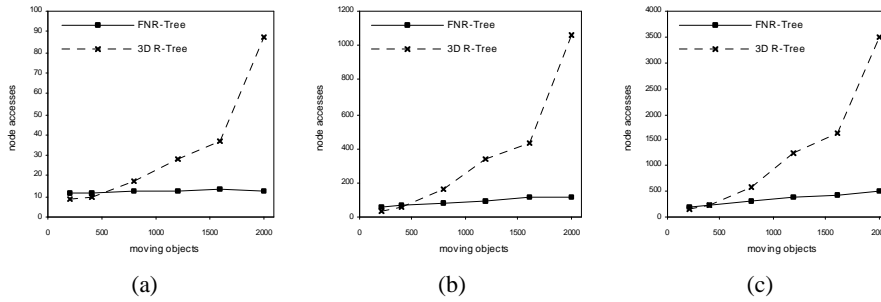 FNR-Tree
3D R-Tree
node accesses
100
90
80
70
60
50
40
30
20
10
0
0 500 1000 1500 2000
moving objects
(a)
FNR-Tree
3D R-Tree
node accesses
1200
1000
800
600
400
200
0
0 500 1000 1500 2000
moving objects
(b)
FNR-Tree
3D R-Tree
node accesses
4000
3500
3000
2500
2000
1500
1000
500
0
0 500 1000 1500 2000
moving objects
(c)